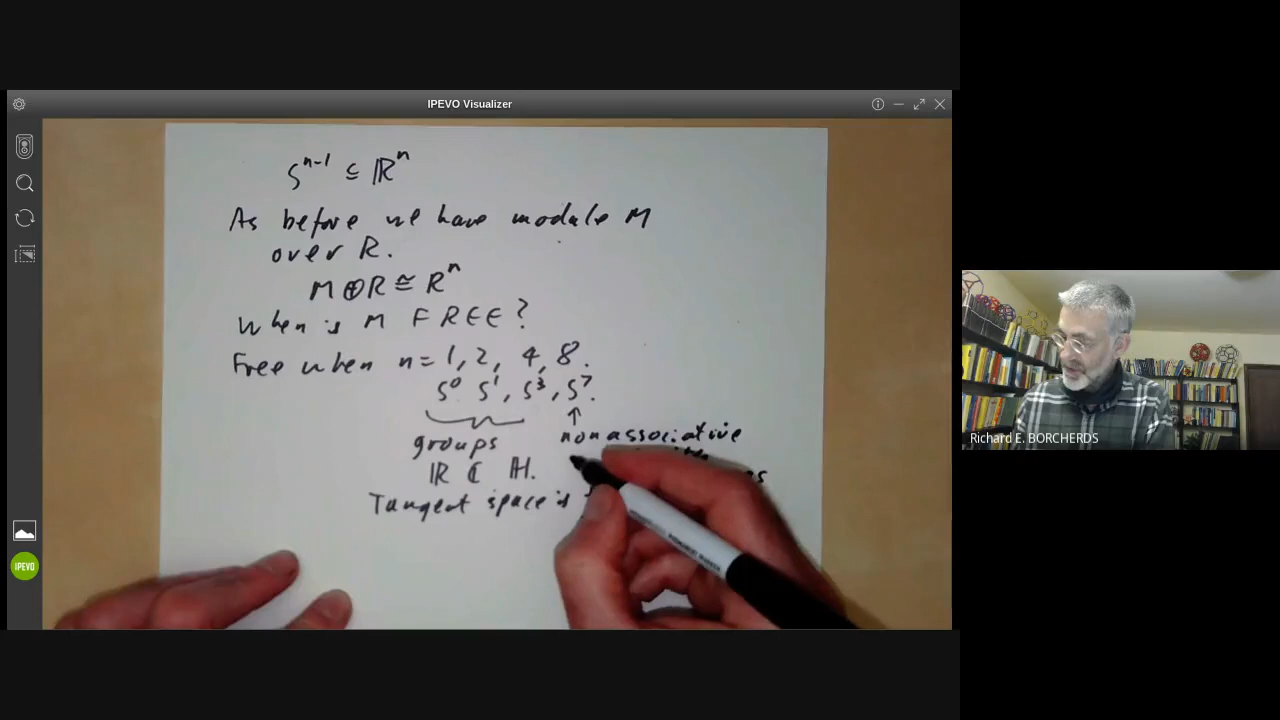 IPEVO Visualizer
S^{n-1} ⊆ ℝ^n
As before we have module M
over R.
M ⊕ R ≅ R^n
When is M FREE?
Free when n = 1, 2, 4, 8.
S^0 S^1, S^3, S^7.
↑
groups nonassociative
ℝ ℂ ℍ.
Tangent space is
IPEVO
Richard E. BORCHERDS